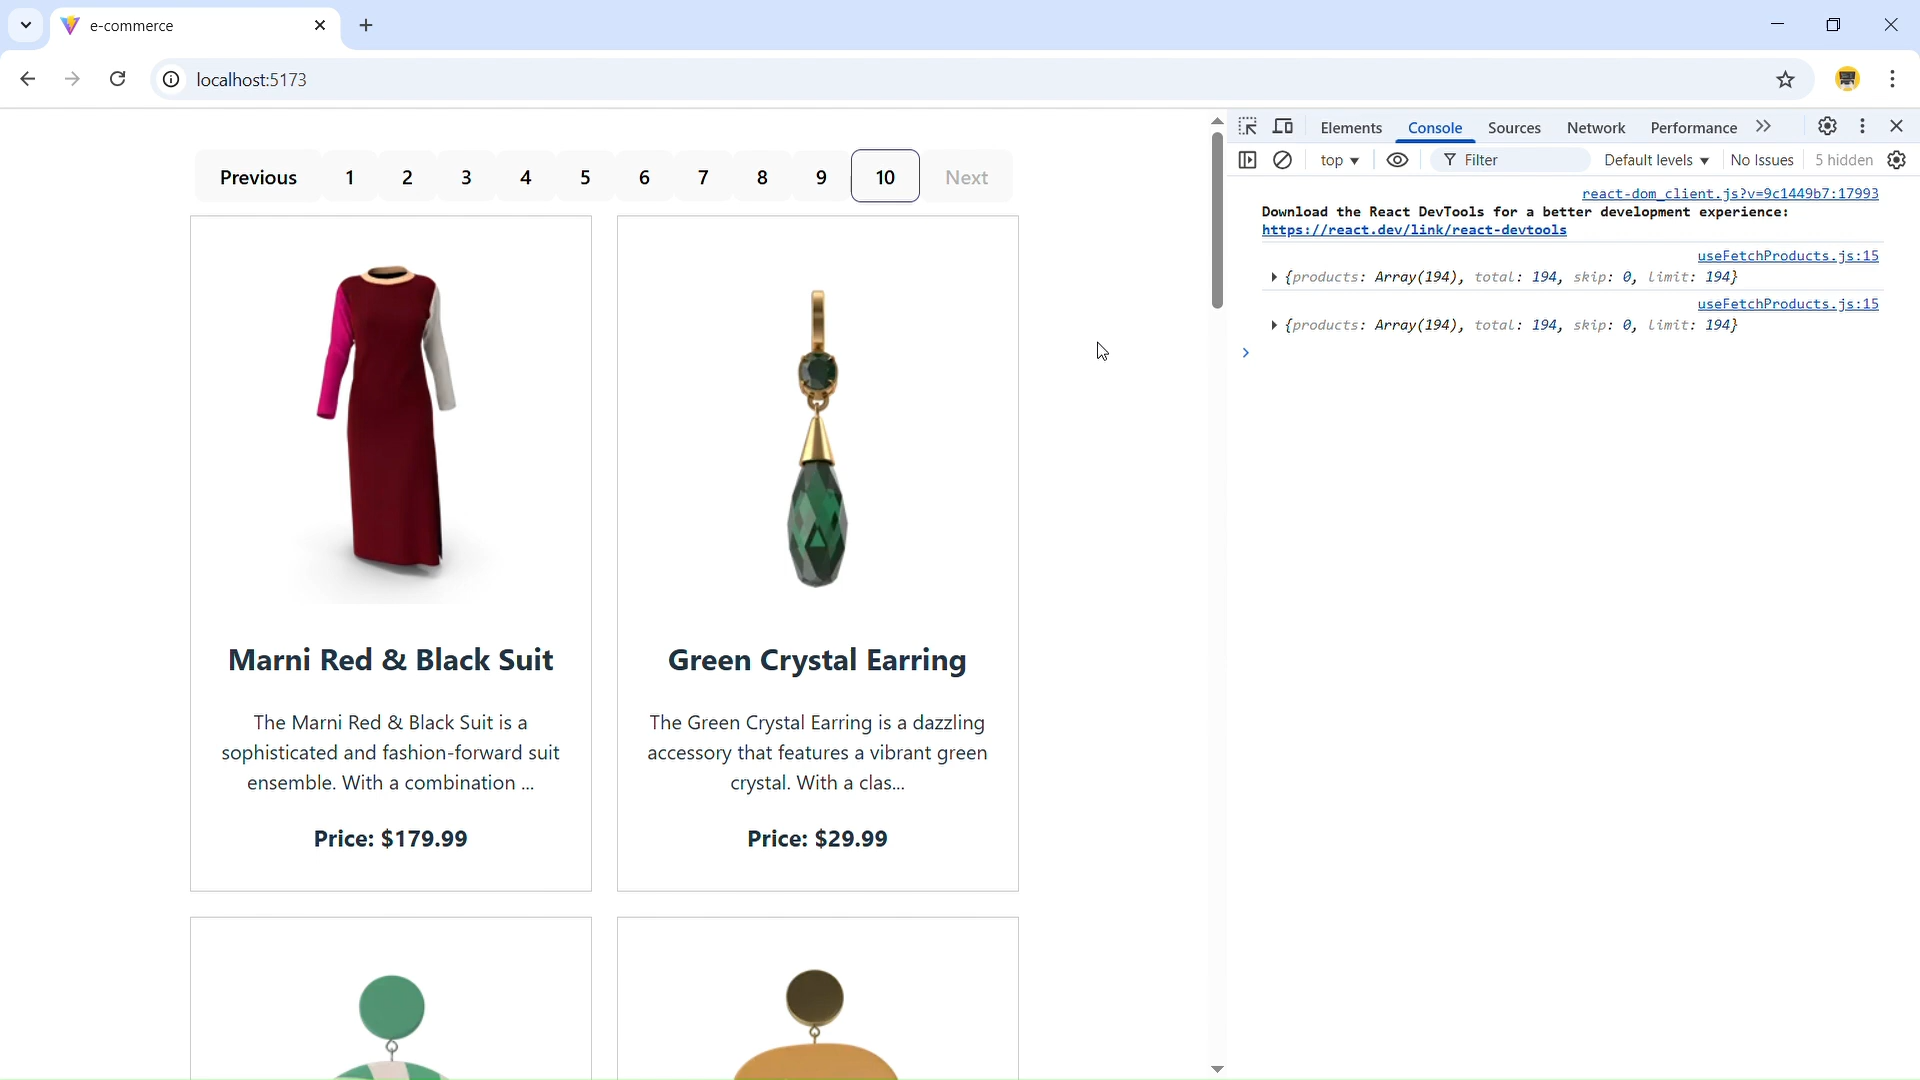 e-commerce
localhost:5173
Previous 1 2 3 4 5 6 7 8 9 10 Next
Marni Red & Black Suit
The Marni Red & Black Suit is a
sophisticated and fashion-forward suit
ensemble. With a combination ...
Price: $179.99
Green Crystal Earring
The Green Crystal Earring is a dazzling
accessory that features a vibrant green
crystal. With a clas...
Price: $29.99
Elements Console Sources Network Performance
top Filter Default levels No Issues 5 hidden
react-dom_client.js?v=9c1449b7:17993
Download the React DevTools for a better development experience:
https://react.dev/link/react-devtools
useFetchProducts.js:15
{products: Array(194), total: 194, skip: 0, limit: 194}
useFetchProducts.js:15
{products: Array(194), total: 194, skip: 0, limit: 194}